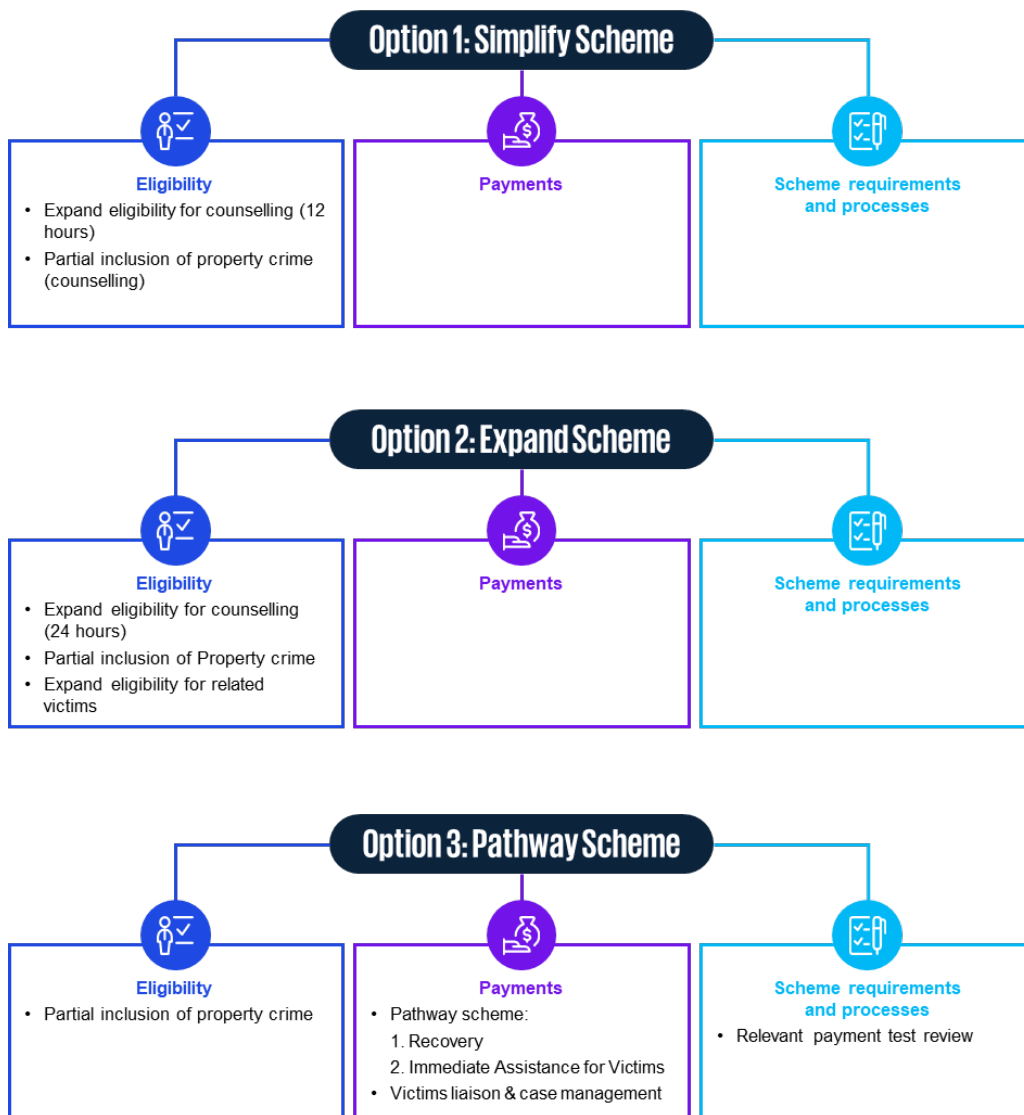 Option 1: Simplify Scheme
Eligibility
• Expand eligibility for counselling (12
hours)
• Partial inclusion of property crime
(counselling)
Payments
Scheme requirements
and processes
Option 2: Expand Scheme
Eligibility
• Expand eligibility for counselling
(24 hours)
• Partial inclusion of Property crime
• Expand eligibility for related
victims
Payments
Scheme requirements
and processes
Option 3: Pathway Scheme
Eligibility
• Partial inclusion of property crime
Payments
• Pathway scheme:
1. Recovery
2. Immediate Assistance for Victims
• Victims liaison & case management
Scheme requirements
and processes
• Relevant payment test review